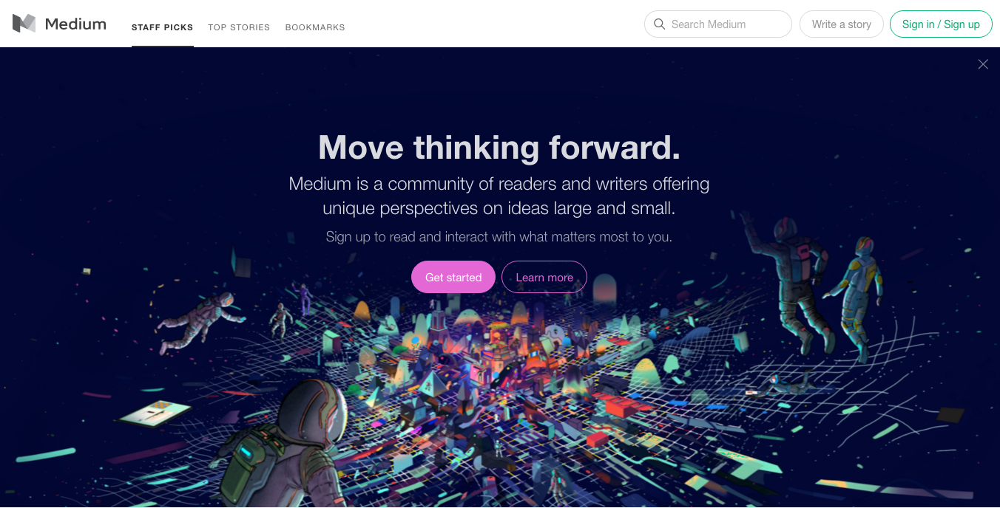 Medium
STAFF PICKS
TOP STORIES
BOOKMARKS
Search Medium
Write a story
Sign in / Sign up
Move thinking forward.
Medium is a community of readers and writers offering
unique perspectives on ideas large and small.
Sign up to read and interact with what matters most to you.
Get started
Learn more